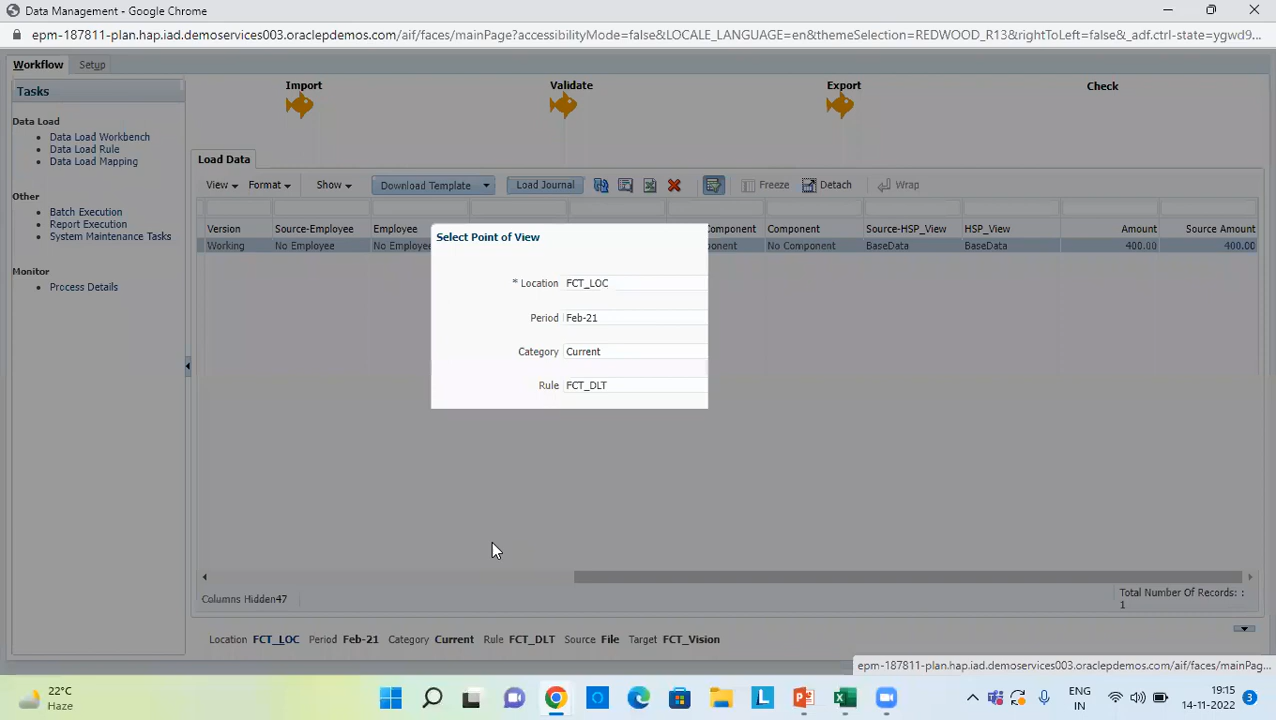 Data Management - Google Chrome
epm-187811-plan.hap.iad.demoservices003.oraclepdemos.com/aif/faces/mainPage?accessibilityMode=false&LOCALE_LANGUAGE=en&themeSelection=REDWOOD_R13&rightToLeft=false&_adf.ctrl-state=ygwd9...
Workflow Setup
Tasks
Import Validate Export Check
Data Load
Data Load Workbench
Data Load Rule
Data Load Mapping
Other
Batch Execution
Report Execution
System Maintenance Tasks
Monitor
Process Details
Load Data
View Format Show Download Template Load Journal Freeze Detach Wrap
Version Source-Employee Employee omponent Component Source-HSP_View HSP_View Amount Source Amount
Working No Employee No Employee onent No Component BaseData BaseData 400.00 400.00
Select Point of View
* Location FCT_LOC
Period Feb-21
Category Current
Rule FCT_DLT
Columns Hidden47
Total Number Of Records: :
1
Location FCT_LOC Period Feb-21 Category Current Rule FCT_DLT Source File Target FCT_Vision
epm-187811-plan.hap.iad.demoservices003.oraclepdemos.com/aif/faces/mainPag...
22°C
Haze
ENG
IN
19:15
14-11-2022
3